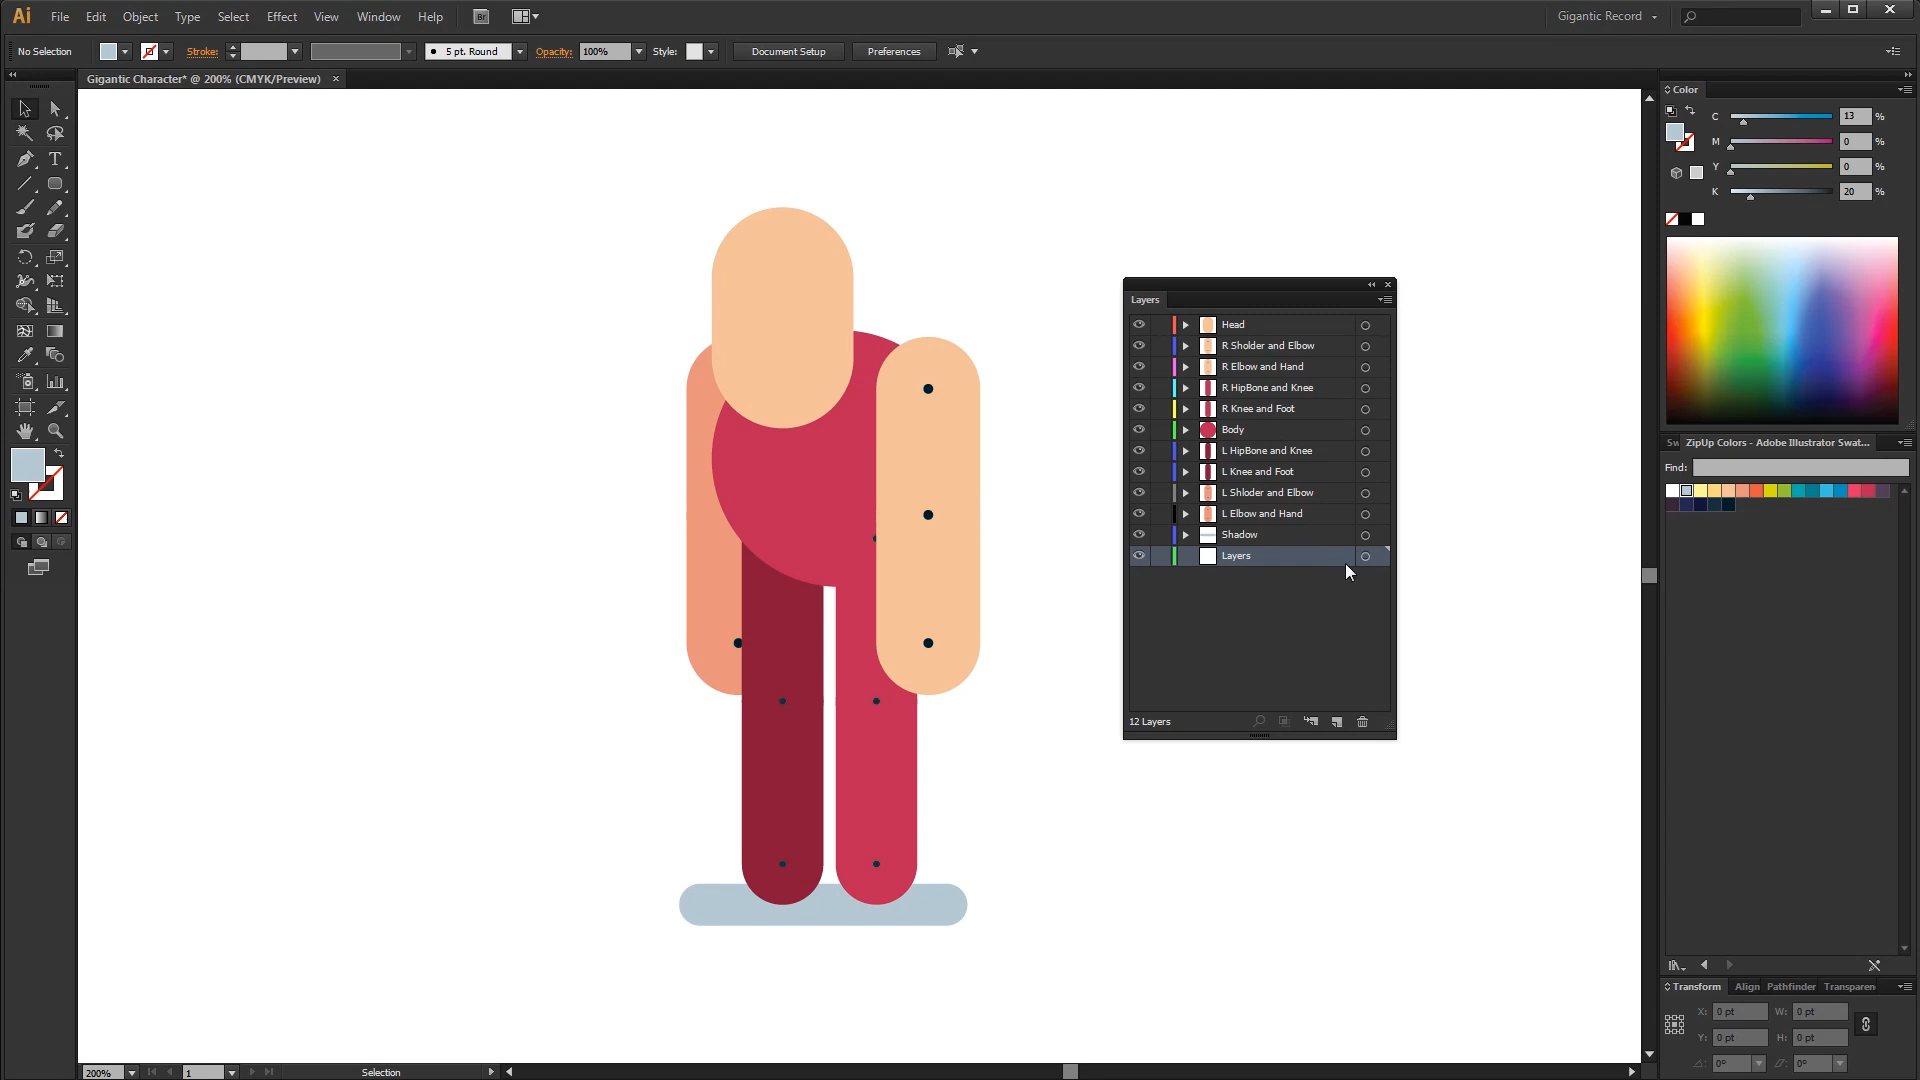 Ai File Edit Object Type Select Effect View Window Help Br Gigantic Record
No Selection Stroke: 5 pt. Round Opacity: 100% Style: Document Setup Preferences
Gigantic Character* @ 200% (CMYK/Preview) ×
Color
C 13 %
M 0 %
Y 0 %
K 20 %
Layers
Head
R Sholder and Elbow
R Elbow and Hand
R HipBone and Knee
R Knee and Foot
Body
L HipBone and Knee
L Knee and Foot
L Shloder and Elbow
L Elbow and Hand
Shadow
Layers
12 Layers
Sw ZipUp Colors - Adobe Illustrator Swat...
Find:
Transform Align Pathfinder Transparen
X: 0 pt W: 0 pt
Y: 0 pt H: 0 pt
0° 0°
200% 1 Selection